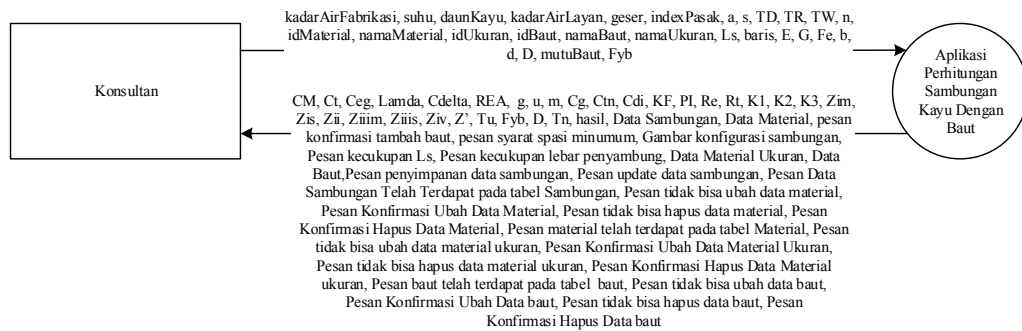 kadarAirFabrikasi, suhu, daunKayu, kadarAirLayan, geser, indexPasak, a, s, TD, TR, TW, n,
idMaterial, namaMaterial, idUkuran, idBaut, namaBaut, namaUkuran, Ls, baris, E, G, Fe, b,
d, D, mutuBaut, Fyb
Konsultan
Aplikasi
Perhitungan
Sambungan
Kayu Dengan
Baut
CM, Ct, Ceg, Lamda, Cdelta, REA, g, u, m, Cg, Ctn, Cdi, KF, PI, Re, Rt, K1, K2, K3, Zim,
Zis, Zii, Ziiim, Ziiis, Ziv, Z’, Tu, Fyb, D, Tn, hasil, Data Sambungan, Data Material, pesan
konfirmasi tambah baut, pesan syarat spasi minumum, Gambar konfigurasi sambungan,
Pesan kecukupan Ls, Pesan kecukupan lebar penyambung, Data Material Ukuran, Data
Baut,Pesan penyimpanan data sambungan, Pesan update data sambungan, Pesan Data
Sambungan Telah Terdapat pada tabel Sambungan, Pesan tidak bisa ubah data material,
Pesan Konfirmasi Ubah Data Material, Pesan tidak bisa hapus data material, Pesan
Konfirmasi Hapus Data Material, Pesan material telah terdapat pada tabel Material, Pesan
tidak bisa ubah data material ukuran, Pesan Konfirmasi Ubah Data Material Ukuran,
Pesan tidak bisa hapus data material ukuran, Pesan Konfirmasi Hapus Data Material
ukuran, Pesan baut telah terdapat pada tabel baut, Pesan tidak bisa ubah data baut,
Pesan Konfirmasi Ubah Data baut, Pesan tidak bisa hapus data baut, Pesan
Konfirmasi Hapus Data baut